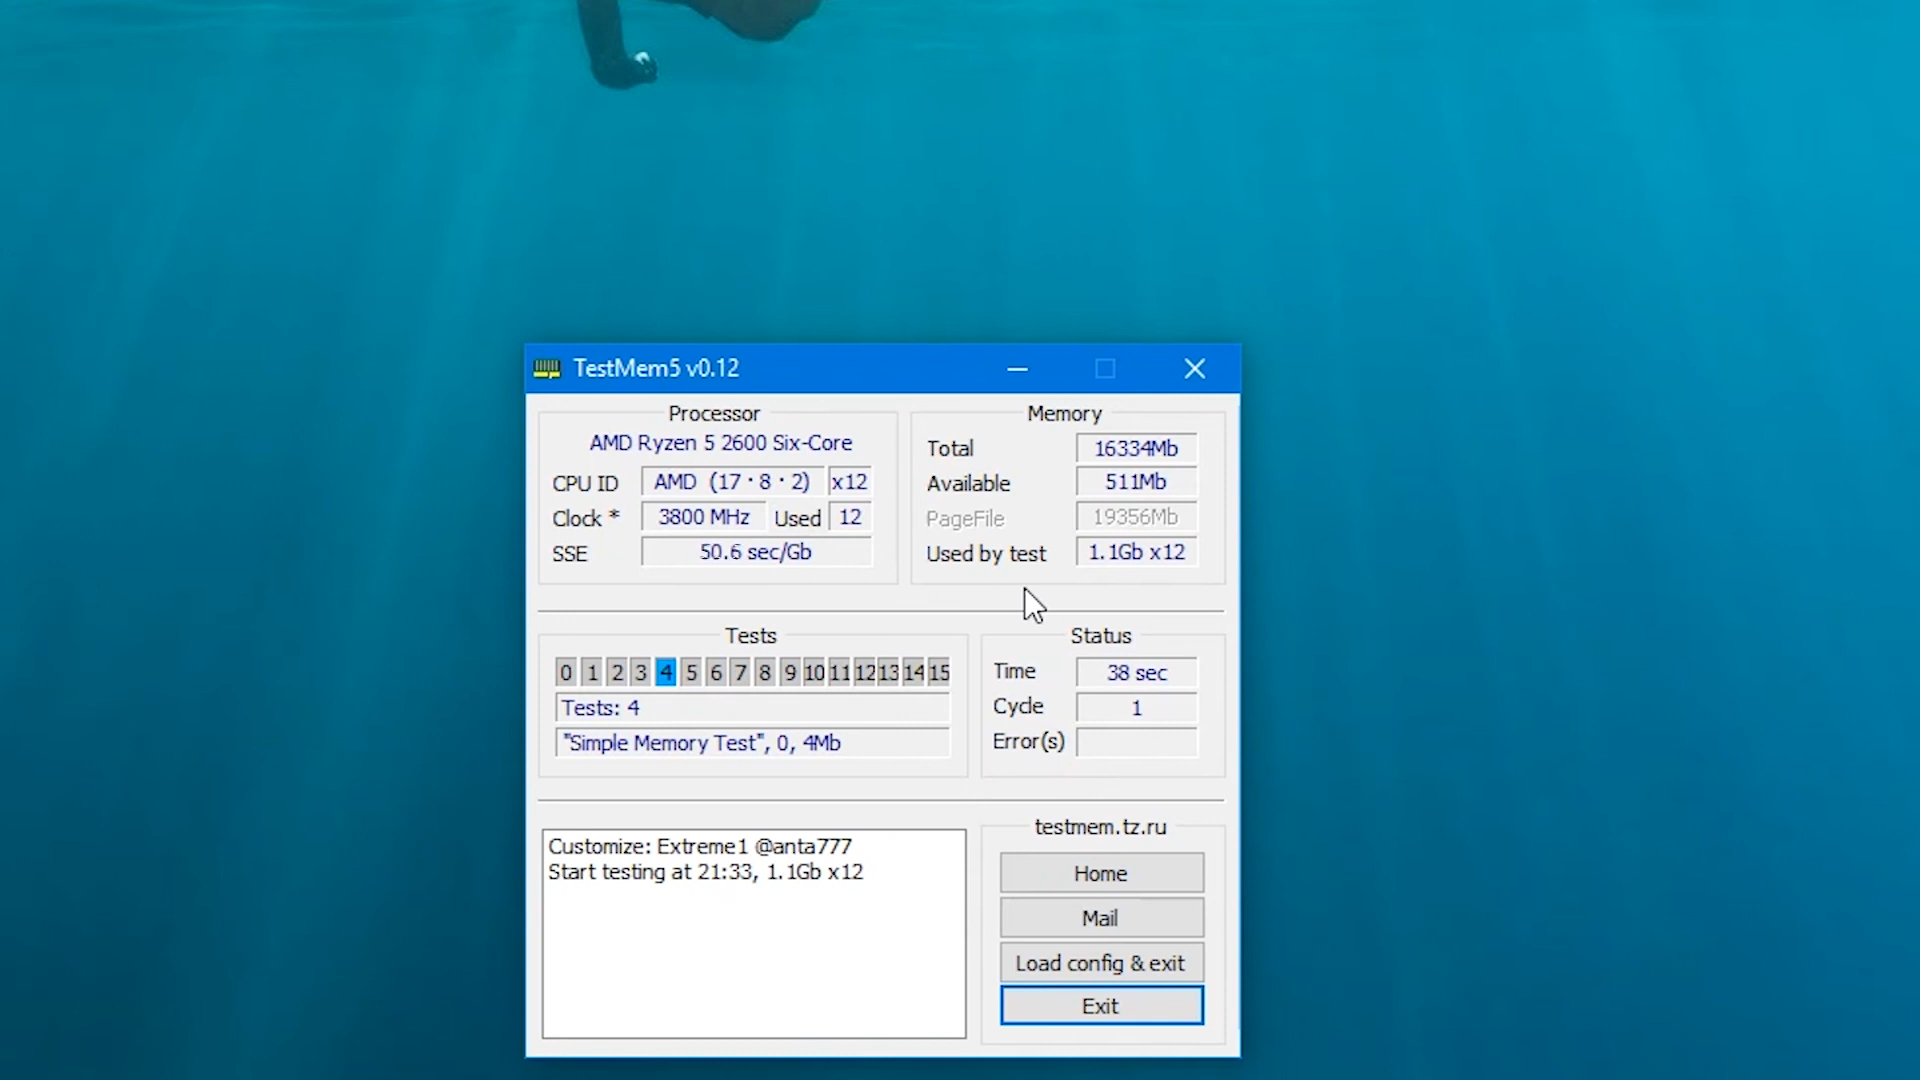 TestMem5 v0.12
Processor
AMD Ryzen 5 2600 Six-Core
CPU ID AMD (17 · 8 · 2) x12
Clock * 3800 MHz Used 12
SSE 50.6 sec/Gb
Memory
Total 16334Mb
Available 511Mb
PageFile 19356Mb
Used by test 1.1Gb x12
Tests
0 1 2 3 4 5 6 7 8 9 10 11 12 13 14 15
Tests: 4
"Simple Memory Test", 0, 4Mb
Status
Time 38 sec
Cycle 1
Error(s)
Customize: Extreme1 @anta777
Start testing at 21:33, 1.1Gb x12
testmem.tz.ru
Home
Mail
Load config & exit
Exit